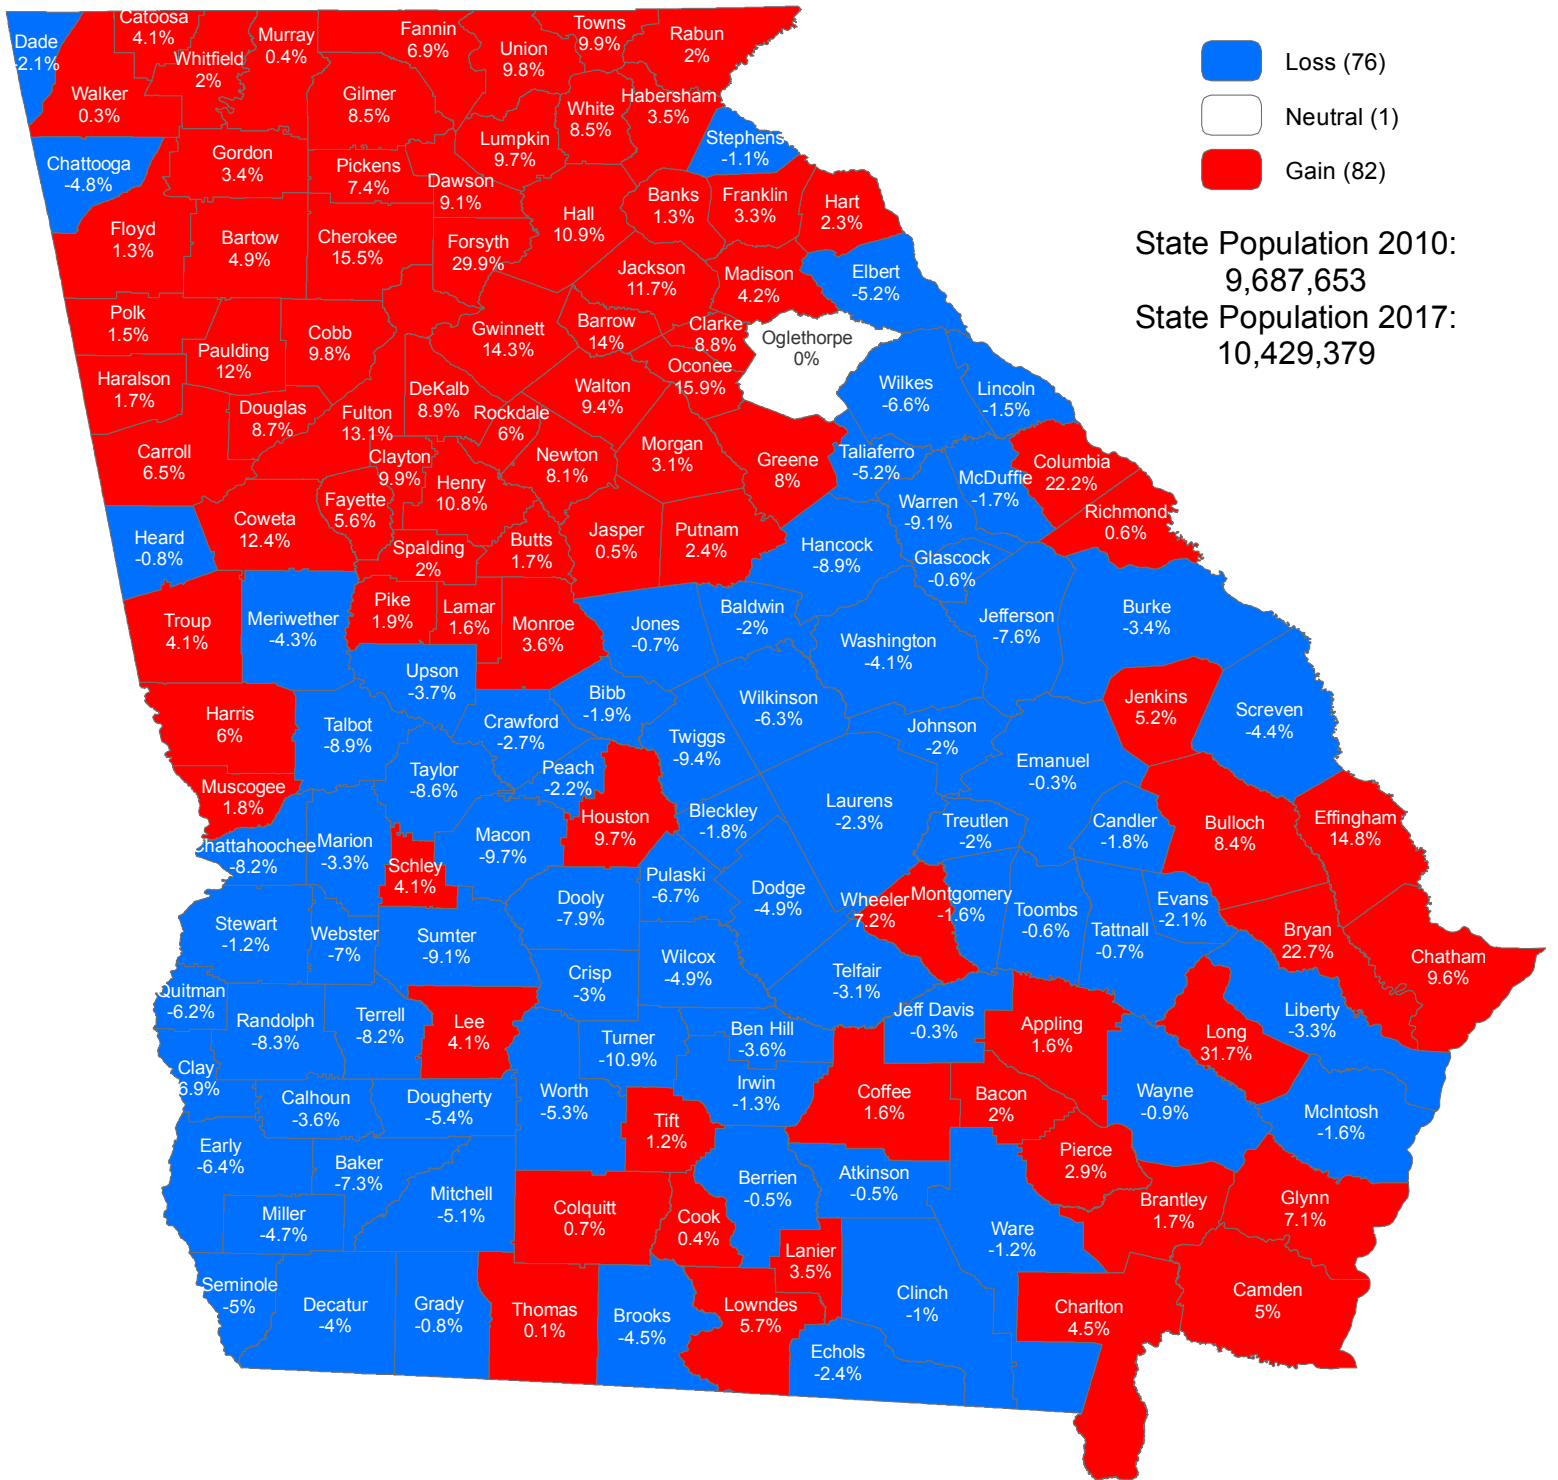 Loss (76)
Neutral (1)
Gain (82)
State Population 2010:
9,687,653
State Population 2017:
10,429,379
Dade
-2.1%
Catoosa
4.1%
Whitfield
2%
Murray
0.4%
Fannin
6.9%
Union
9.8%
Towns
9.9%
Rabun
2%
Walker
0.3%
Gilmer
8.5%
White
8.5%
Habersham
3.5%
Lumpkin
9.7%
Stephens
-1.1%
Chattooga
-4.8%
Gordon
3.4%
Pickens
7.4%
Dawson
9.1%
Hall
10.9%
Banks
1.3%
Franklin
3.3%
Hart
2.3%
Floyd
1.3%
Bartow
4.9%
Cherokee
15.5%
Forsyth
29.9%
Jackson
11.7%
Madison
4.2%
Elbert
-5.2%
Polk
1.5%
Paulding
12%
Cobb
9.8%
Gwinnett
14.3%
Barrow
14%
Clarke
8.8%
Oglethorpe
0%
Oconee
15.9%
Haralson
1.7%
Douglas
8.7%
Fulton
13.1%
DeKalb
8.9%
Rockdale
6%
Walton
9.4%
Wilkes
-6.6%
Lincoln
-1.5%
Carroll
6.5%
Clayton
9.9%
Henry
10.8%
Newton
8.1%
Morgan
3.1%
Greene
8%
Taliaferro
-5.2%
McDuffie
-1.7%
Columbia
22.2%
Fayette
5.6%
Coweta
12.4%
Heard
-0.8%
Spalding
2%
Butts
1.7%
Jasper
0.5%
Putnam
2.4%
Hancock
-8.9%
Warren
-9.1%
Glascock
-0.6%
Richmond
0.6%
Troup
4.1%
Meriwether
-4.3%
Pike
1.9%
Lamar
1.6%
Monroe
3.6%
Jones
-0.7%
Baldwin
-2%
Washington
-4.1%
Jefferson
-7.6%
Burke
-3.4%
Upson
-3.7%
Harris
6%
Talbot
-8.9%
Crawford
-2.7%
Bibb
-1.9%
Twiggs
-9.4%
Wilkinson
-6.3%
Johnson
-2%
Jenkins
5.2%
Screven
-4.4%
Emanuel
-0.3%
Muscogee
1.8%
Taylor
-8.6%
Peach
-2.2%
Houston
9.7%
Bleckley
-1.8%
Laurens
-2.3%
Treutlen
-2%
Candler
-1.8%
Bulloch
8.4%
Effingham
14.8%
hattahoochee
-8.2%
Marion
-3.3%
Schley
4.1%
Macon
-9.7%
Dooly
-7.9%
Pulaski
-6.7%
Dodge
-4.9%
Wheeler
7.2%
Montgomery
-1.6%
Toombs
-0.6%
Tattnall
-0.7%
Evans
-2.1%
Bryan
22.7%
Chatham
9.6%
Stewart
-1.2%
Webster
-7%
Sumter
-9.1%
Crisp
-3%
Wilcox
-4.9%
Telfair
-3.1%
Jeff Davis
-0.3%
Appling
1.6%
Long
31.7%
Liberty
-3.3%
Quitman
-6.2%
Randolph
-8.3%
Terrell
-8.2%
Lee
4.1%
Turner
-10.9%
Ben Hill
-3.6%
Irwin
-1.3%
Coffee
1.6%
Bacon
2%
Wayne
-0.9%
McIntosh
-1.6%
Clay
6.9%
Calhoun
-3.6%
Dougherty
-5.4%
Worth
-5.3%
Tift
1.2%
Early
-6.4%
Baker
-7.3%
Mitchell
-5.1%
Miller
-4.7%
Colquitt
0.7%
Cook
0.4%
Berrien
-0.5%
Atkinson
-0.5%
Pierce
2.9%
Brantley
1.7%
Glynn
7.1%
Ware
-1.2%
Lanier
3.5%
Seminole
-5%
Decatur
-4%
Grady
-0.8%
Thomas
0.1%
Brooks
-4.5%
Lowndes
5.7%
Clinch
-1%
Echols
-2.4%
Charlton
4.5%
Camden
5%